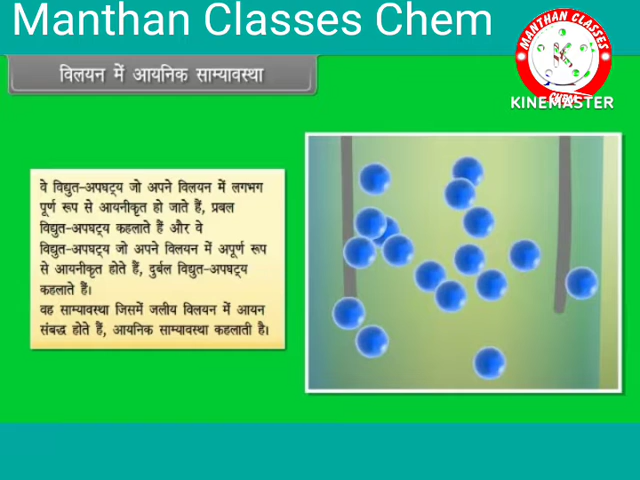 Manthan Classes Chem
MANTHAN CLASSES
CHEM
KINEMASTER
विलयन में आयनिक साम्यावस्था
वे विद्युत-अपघट्य जो अपने विलयन में लगभग
पूर्ण रूप से आयनीकृत हो जाते हैं, प्रबल
विद्युत-अपघट्य कहलाते हैं और वे
विद्युत-अपघट्य जो अपने विलयन में अपूर्ण रूप
से आयनीकृत होते हैं, दुर्बल विद्युत-अपघट्य
कहलाते हैं।
वह साम्यावस्था जिसमें जलीय विलयन में आयन
संबद्ध होते हैं, आयनिक साम्यावस्था कहलाती है।